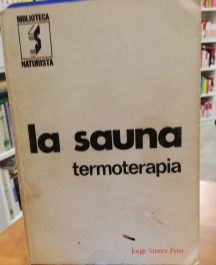 BIBLIOTECA
NATURISTA
la sauna
termoterapia
Jorge Sintes Pros